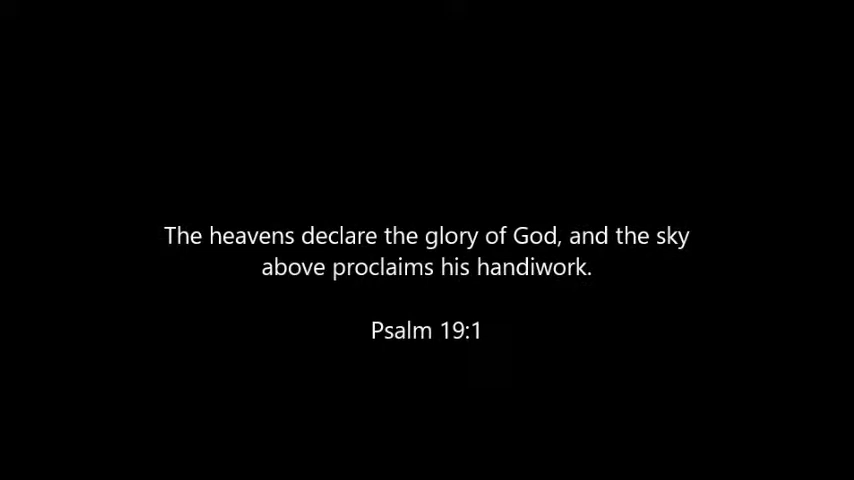 The heavens declare the glory of God, and the sky
above proclaims his handiwork.
Psalm 19:1